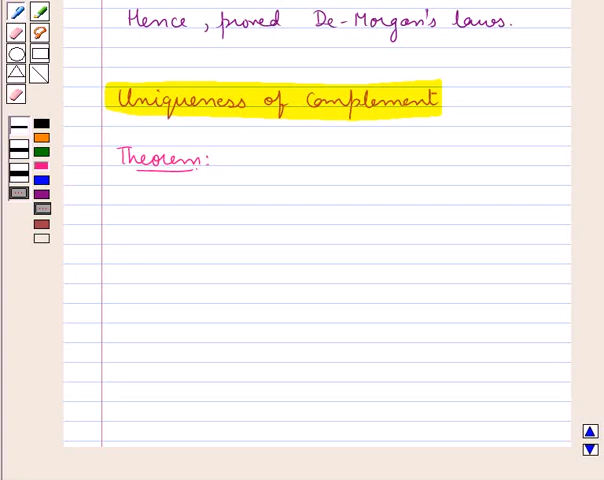 Hence, proved De-Morgan's laws.
Uniqueness of Complement
Theorem: